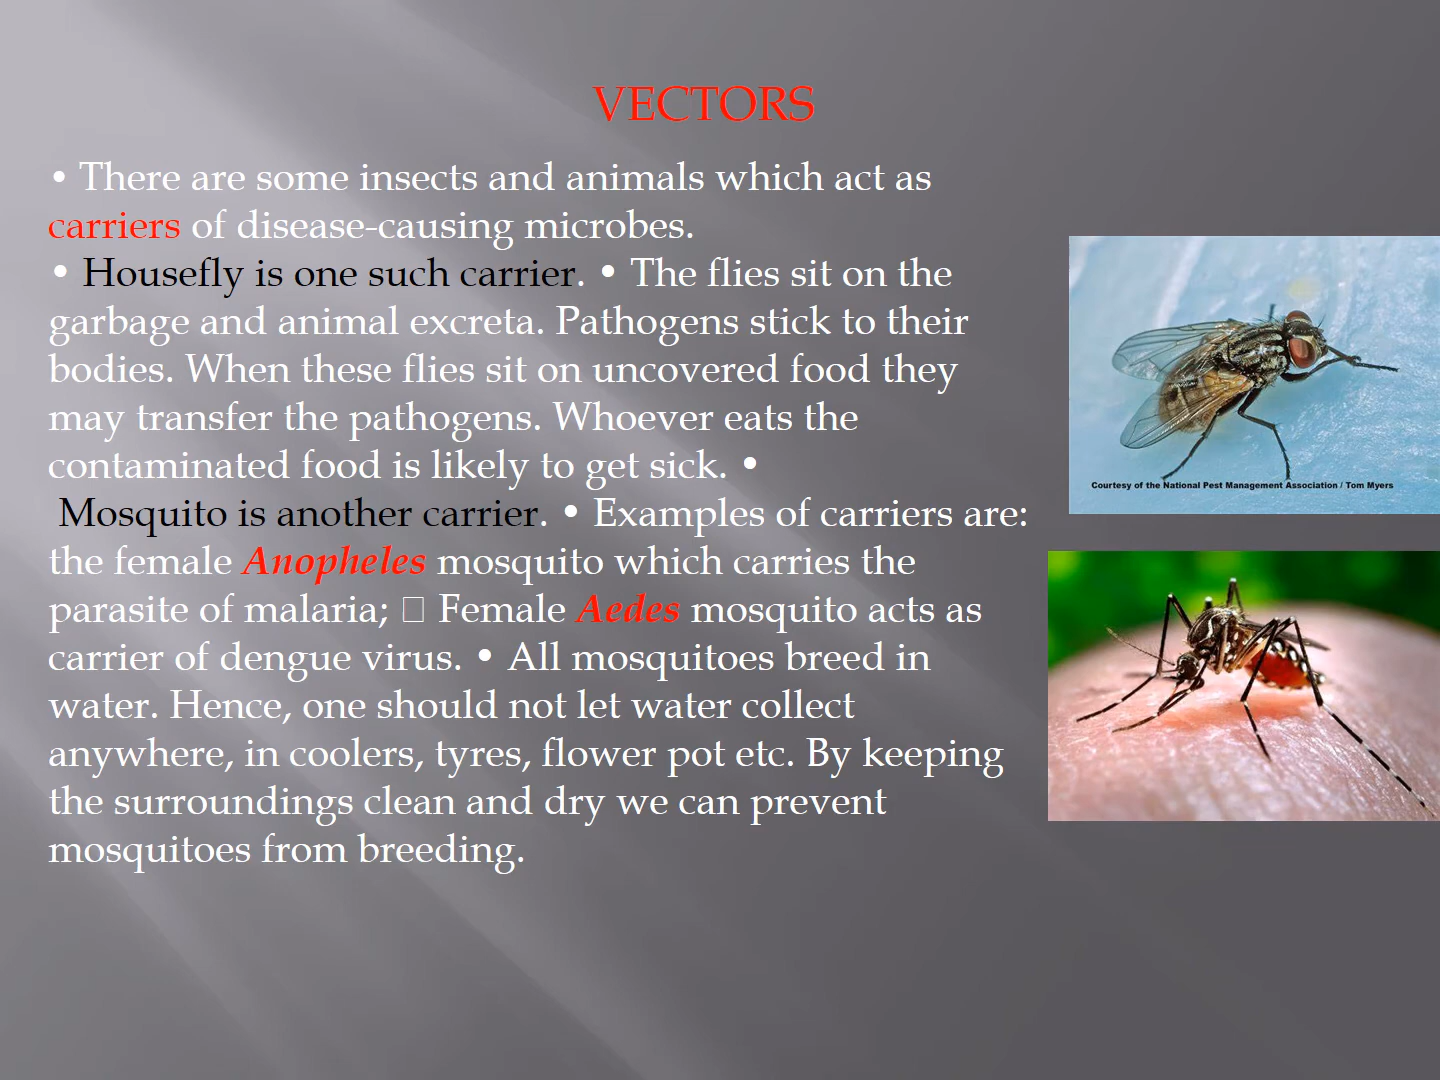 VECTORS
• There are some insects and animals which act as
carriers of disease-causing microbes.
• Housefly is one such carrier. • The flies sit on the
garbage and animal excreta. Pathogens stick to their
bodies. When these flies sit on uncovered food they
may transfer the pathogens. Whoever eats the
contaminated food is likely to get sick. •
Mosquito is another carrier. • Examples of carriers are:
the female Anopheles mosquito which carries the
parasite of malaria; □ Female Aedes mosquito acts as
carrier of dengue virus. • All mosquitoes breed in
water. Hence, one should not let water collect
anywhere, in coolers, tyres, flower pot etc. By keeping
the surroundings clean and dry we can prevent
mosquitoes from breeding.
Courtesy of the National Pest Management Association / Tom Myers